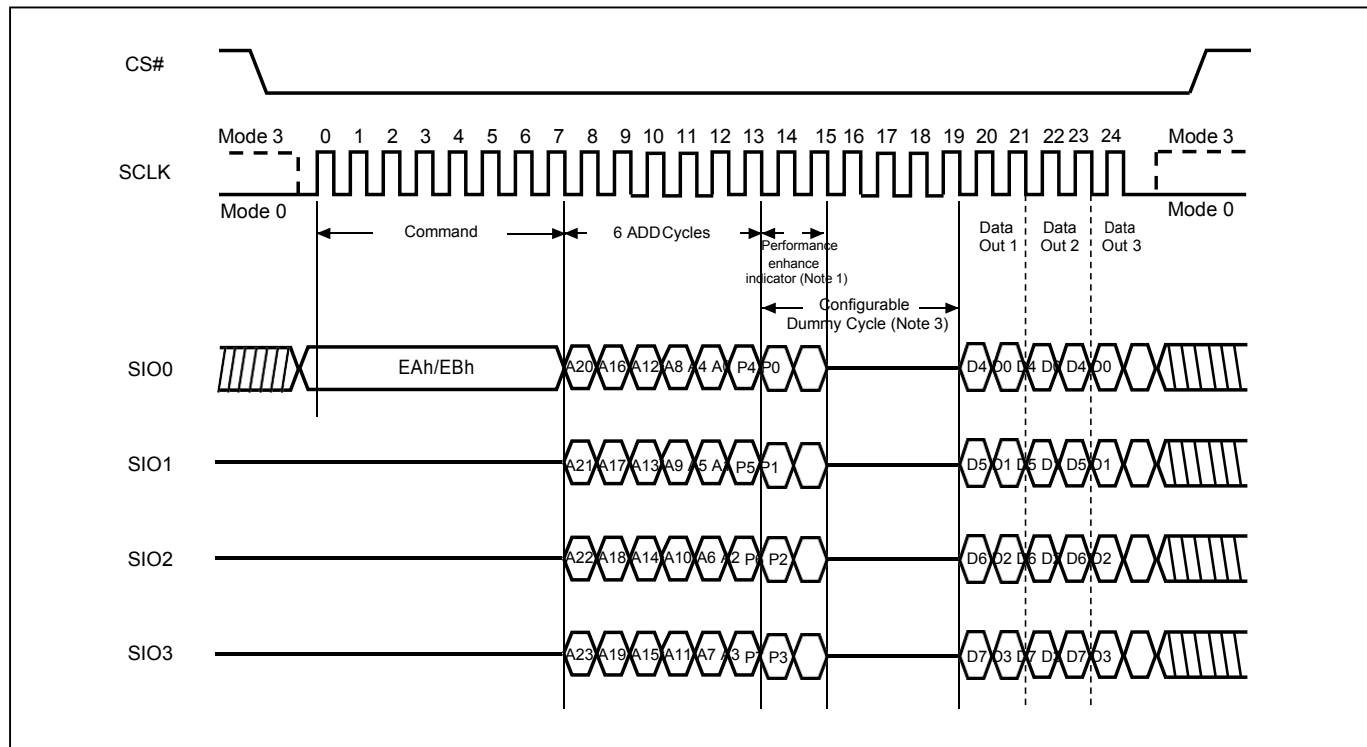 CS#
Mode 3
0 1 2 3 4 5 6 7 8 9 10 11 12 13 14 15 16 17 18 19 20 21 22 23 24
Mode 3
SCLK
Mode 0
Mode 0
Command
6 ADD Cycles
Performance
enhance
indicator (Note 1)
Data
Out 1
Data
Out 2
Data
Out 3
Configurable
Dummy Cycle (Note 3)
SIO0
EAh/EBh
A20 A16 A12 A8 A4 P4 P0 D4 D0 D4 D4 D0
SIO1
A21 A17 A13 A9 A5 P5 P1 D5 D1 D5 D5 D1
SIO2
A22 A18 A14 A10 A6 A2 P2 D6 D2 D6 D6 D2
SIO3
A23 A19 A15 A11 A7 A3 P3 D7 D3 D7 D7 D3